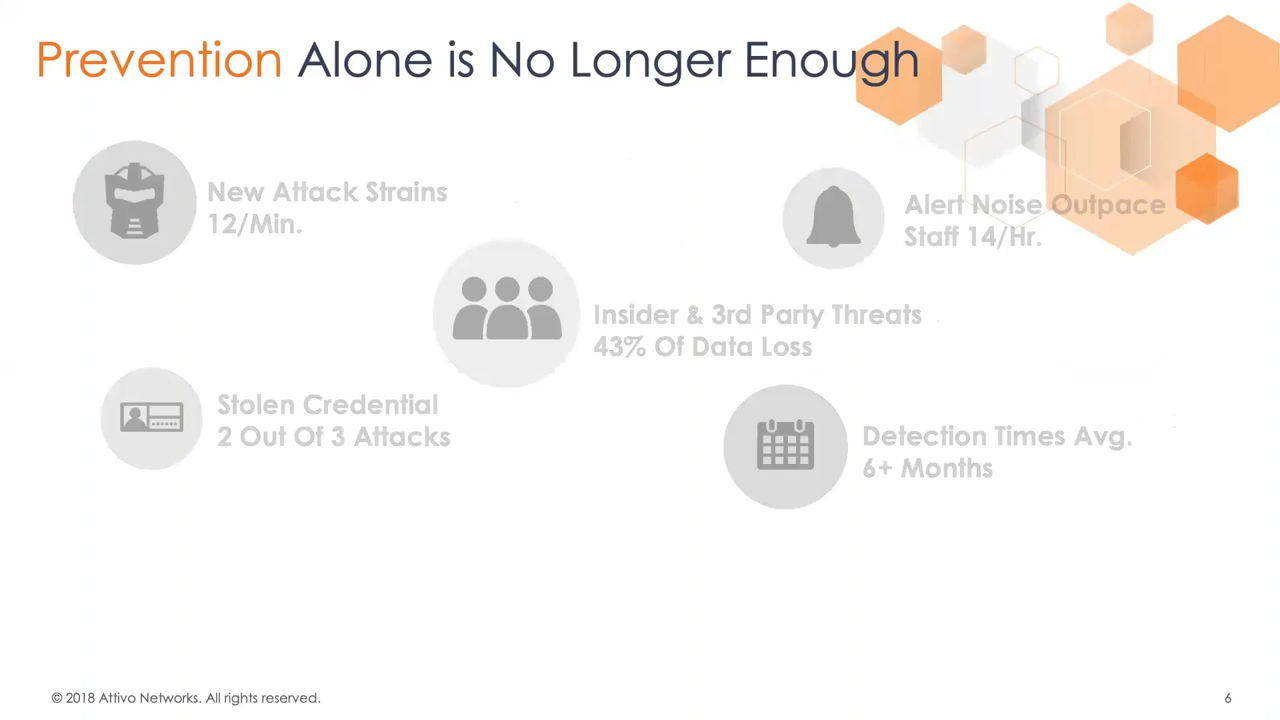 Prevention Alone is No Longer Enough
New Attack Strains
12/Min.
Alert Noise Outpace
Staff 14/Hr.
Insider & 3rd Party Threats
43% Of Data Loss
Stolen Credential
2 Out Of 3 Attacks
Detection Times Avg.
6+ Months
© 2018 Attivo Networks. All rights reserved.
6